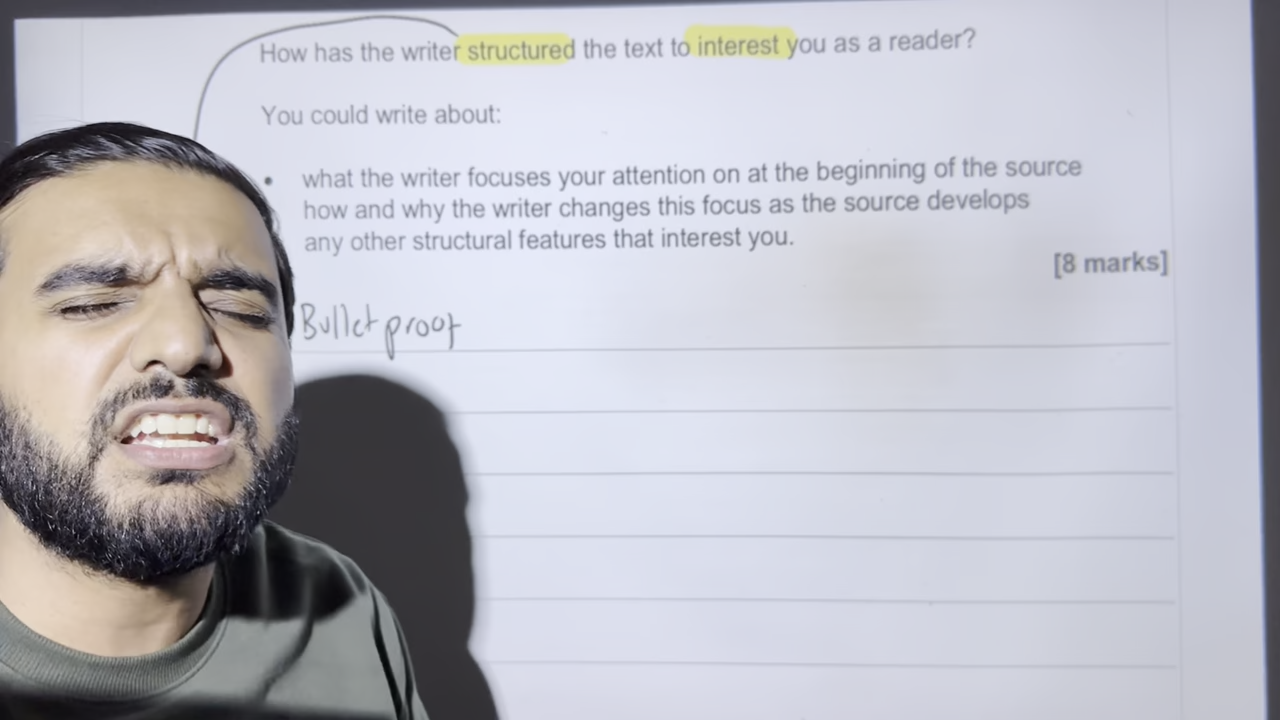 How has the writer structured the text to interest you as a reader?
You could write about:
• what the writer focuses your attention on at the beginning of the source
how and why the writer changes this focus as the source develops
any other structural features that interest you.
[8 marks]
Bulletproof